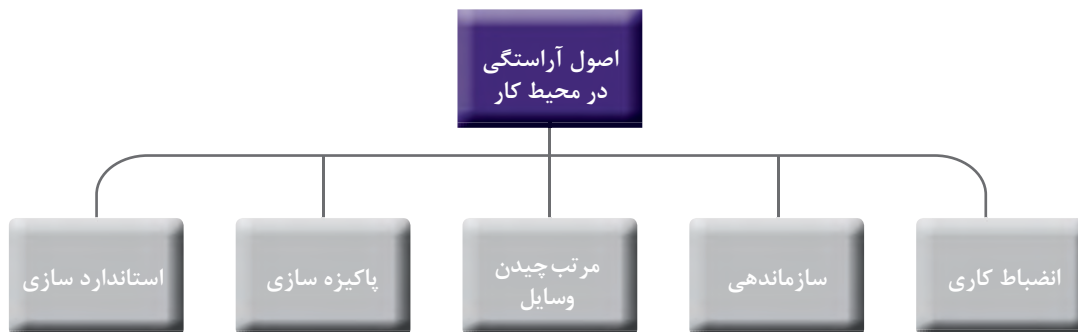 اصول آراستگی
در محیط کار
انضباط کاری
سازماندهی
مرتب‌چیدن
وسایل
پاکیزه سازی
استاندارد سازی